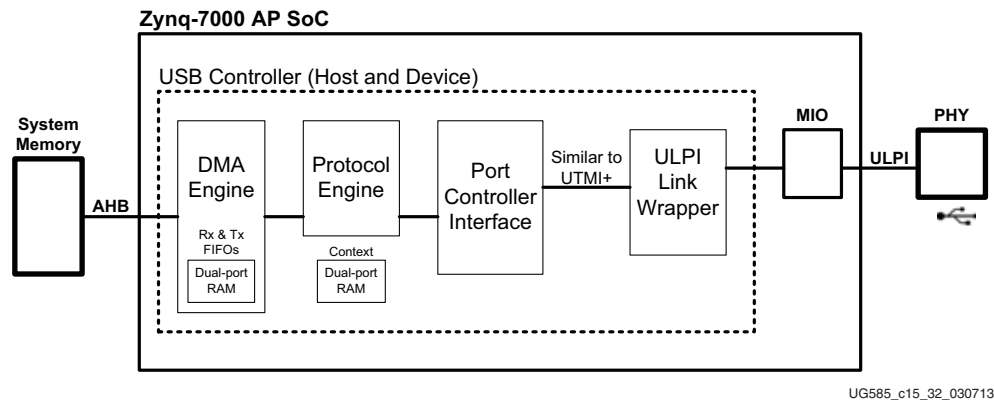 Zynq-7000 AP SoC
USB Controller (Host and Device)
System
Memory
AHB
DMA
Engine
Rx & Tx
FIFOs
Dual-port
RAM
Protocol
Engine
Context
Dual-port
RAM
Port
Controller
Interface
Similar to
UTMI+
ULPI
Link
Wrapper
MIO
ULPI
PHY
UG585_c15_32_030713